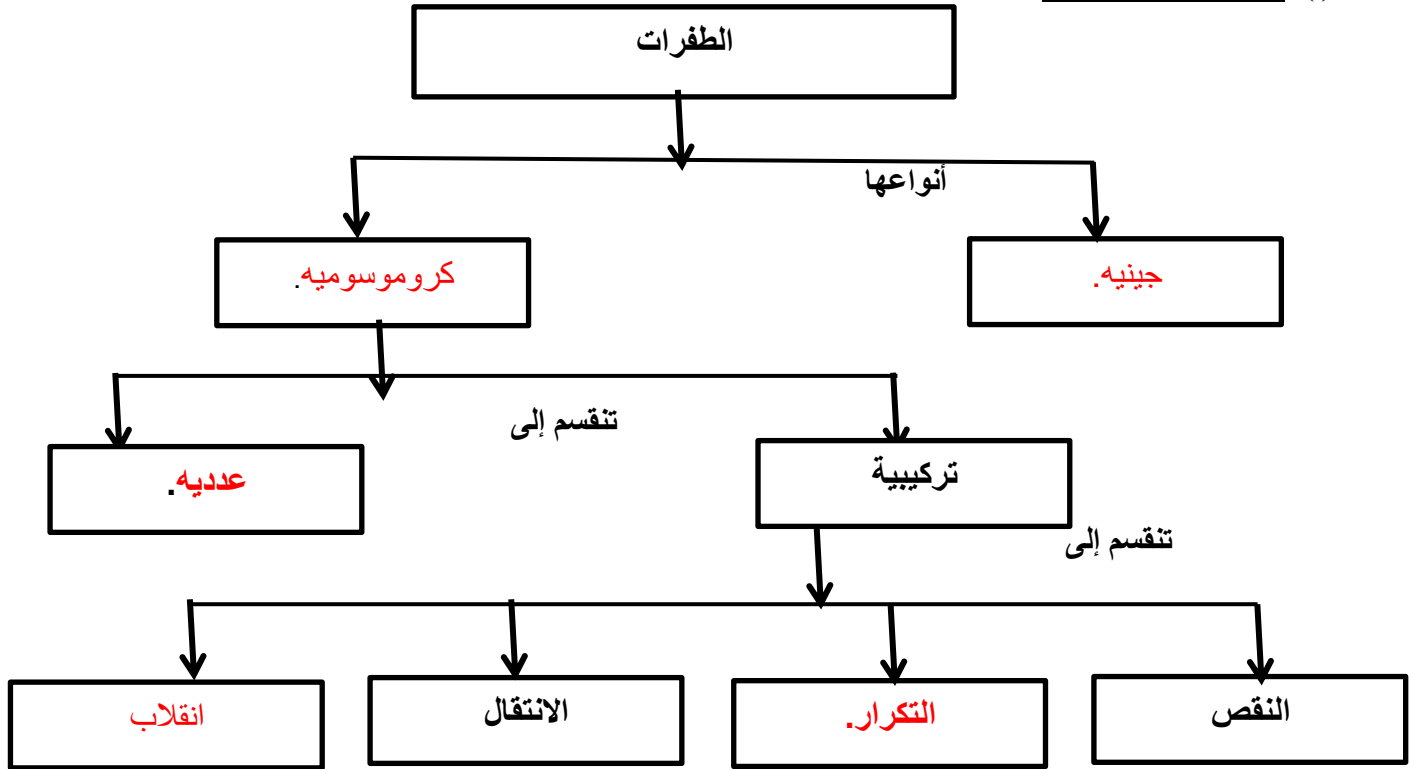 الطفرات
أنواعها
جينيه.
كروموسوميه.
تنقسم إلى
تركيبية
عدديه.
تنقسم إلى
النقص
التكرار.
الانتقال
انقلاب